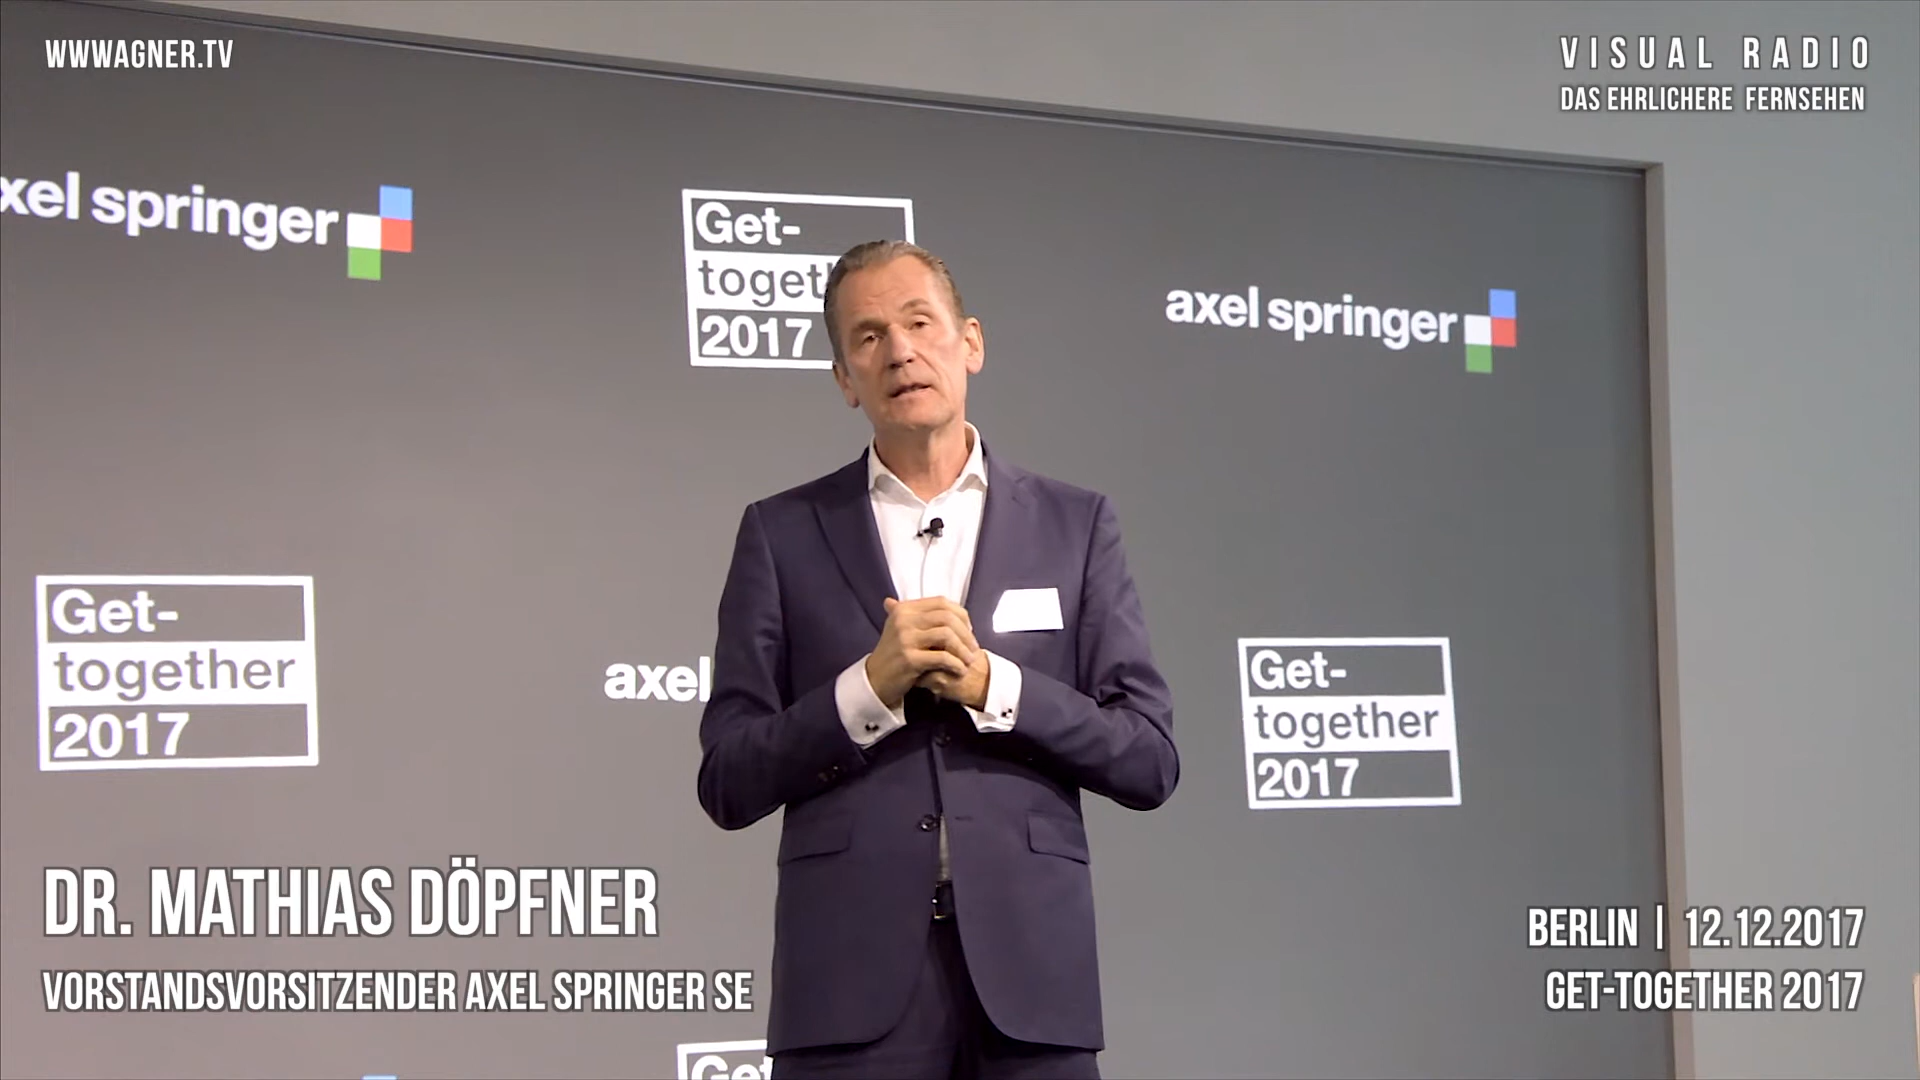 WWWAGNER.TV
VISUAL RADIO
DAS EHRLICHERE FERNSEHEN
xel springer
Get-
toget
2017
axel springer
Get-
together
2017
axel
Get-
together
2017
DR. MATHIAS DÖPFNER
VORSTANDSVORSITZENDER AXEL SPRINGER SE
BERLIN | 12.12.2017
GET-TOGETHER 2017
Get